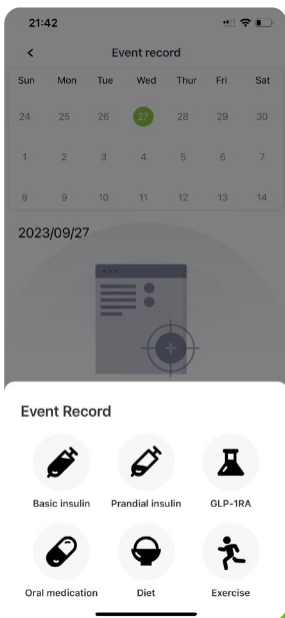 21:42
Event record
Sun Mon Tue Wed Thur Fri Sat
24 25 26 27 28 29 30
1 2 3 4 5 6 7
8 9 10 11 12 13 14
2023/09/27
Event Record
Basic insulin Prandial insulin GLP-1RA
Oral medication Diet Exercise